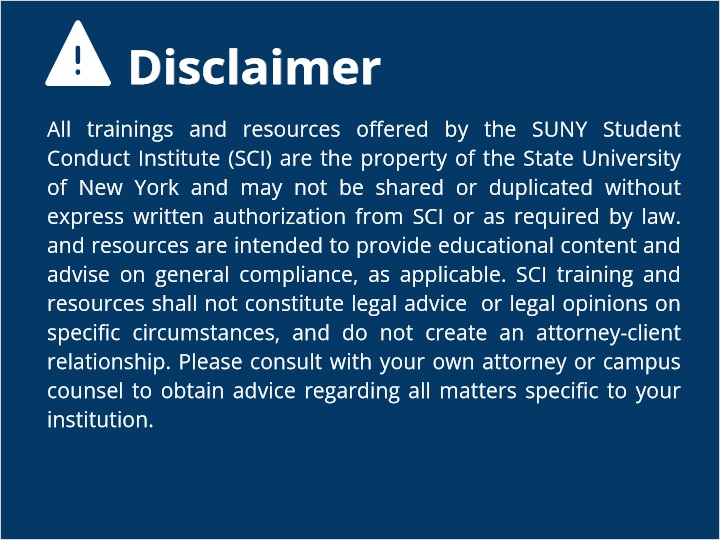 Disclaimer
All trainings and resources offered by the SUNY Student
Conduct Institute (SCI) are the property of the State University
of New York and may not be shared or duplicated without
express written authorization from SCI or as required by law.
and resources are intended to provide educational content and
advise on general compliance, as applicable. SCI training and
resources shall not constitute legal advice  or legal opinions on
specific circumstances, and do not create an attorney-client
relationship. Please consult with your own attorney or campus
counsel to obtain advice regarding all matters specific to your
institution.